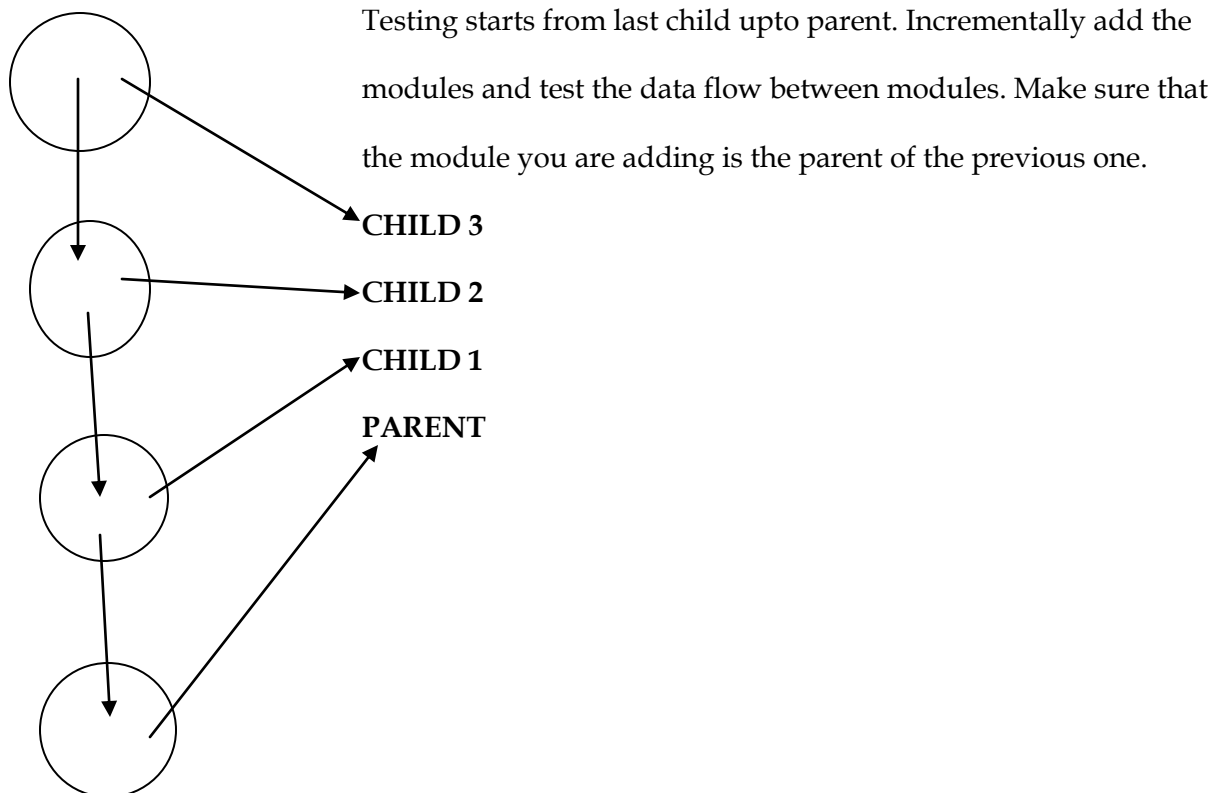 Testing starts from last child upto parent. Incrementally add the
modules and test the data flow between modules. Make sure that
the module you are adding is the parent of the previous one.
CHILD 3
CHILD 2
CHILD 1
PARENT